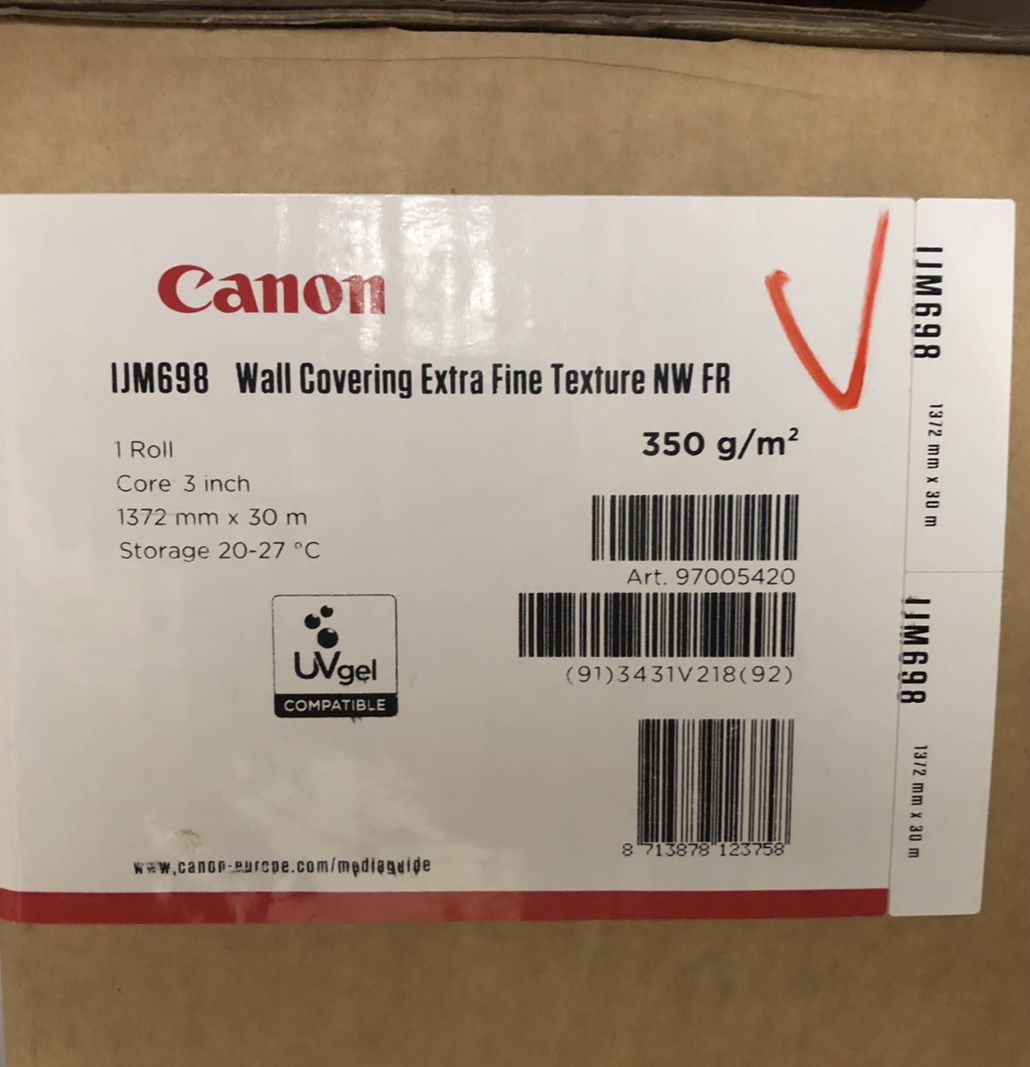 Canon
IJM698 Wall Covering Extra Fine Texture NW FR
350 g/m²
1 Roll
Core 3 inch
1372 mm x 30 m
Storage 20-27 °C
Art. 97005420
(91)3431V218(92)
UVgel
COMPATIBLE
8 713878 123758
www.canon-europe.com/mediaguide
IJM698 1372 mm x 30 m
IJM698 1372 mm x 30 m